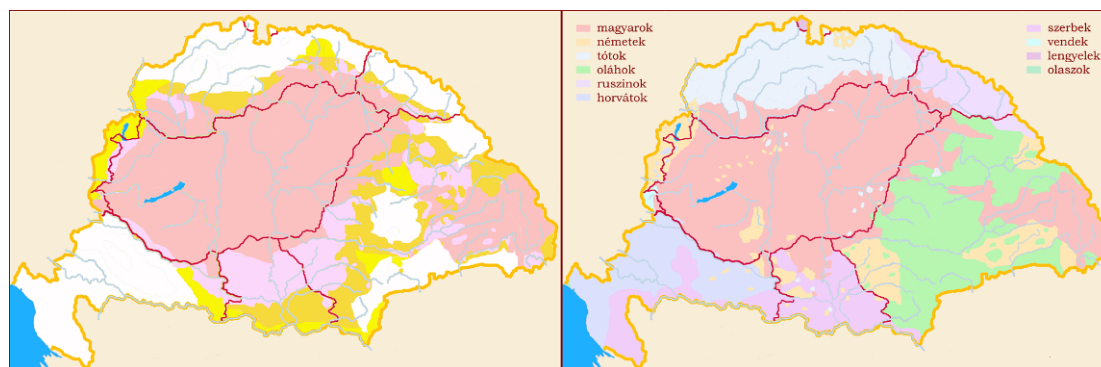 magyarok
németek
tótok
oláhok
ruszinok
horvátok
szerbek
vendek
lengyelek
olaszok